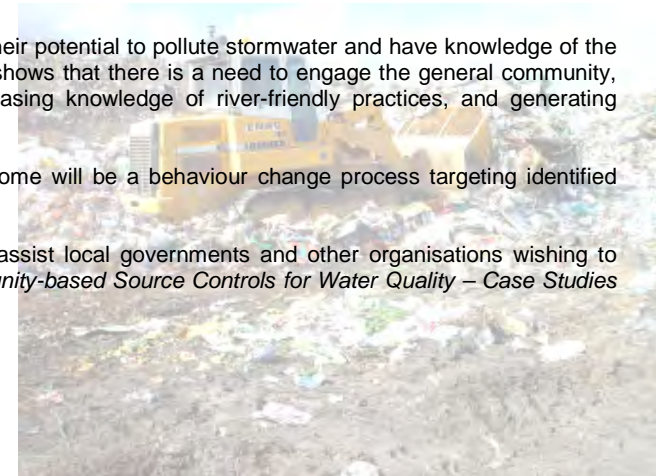 heir potential to pollute stormwater and have knowledge of the
shows that there is a need to engage the general community,
asing knowledge of river-friendly practices, and generating
ome will be a behaviour change process targeting identified
assist local governments and other organisations wishing to
nity-based Source Controls for Water Quality – Case Studies
EMRC